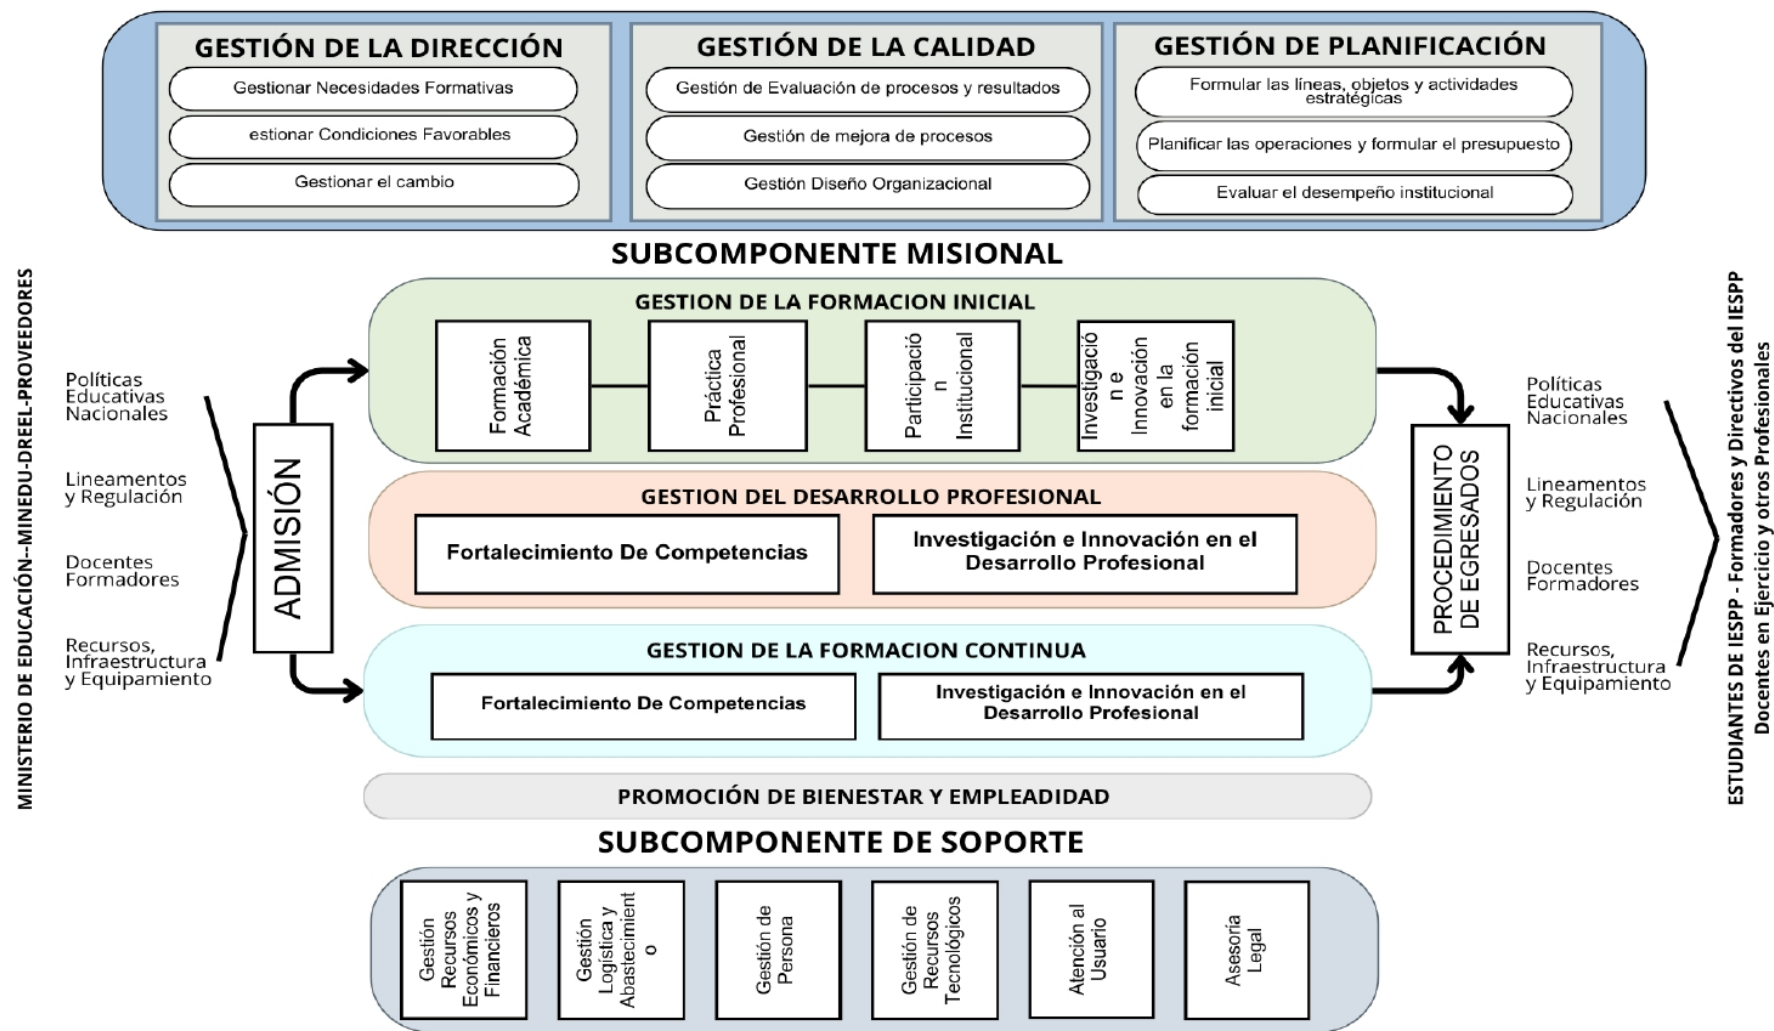 GESTIÓN DE LA DIRECCIÓN
Gestionar Necesidades Formativas
estionar Condiciones Favorables
Gestionar el cambio
GESTIÓN DE LA CALIDAD
Gestión de Evaluación de procesos y resultados
Gestión de mejora de procesos
Gestión Diseño Organizacional
GESTIÓN DE PLANIFICACIÓN
Formular las líneas, objetos y actividades
estratégicas
Planificar las operaciones y formular el presupuesto
Evaluar el desempeño institucional
SUBCOMPONENTE MISIONAL
MINISTERIO DE EDUCACIÓN--MINEDU-DREEL-PROVEEDORES
Políticas
Educativas
Nacionales
Lineamentos
y Regulación
Docentes
Formadores
Recursos,
Infraestructura
y Equipamiento
ADMISIÓN
GESTION DE LA FORMACION INICIAL
Formación
Académica
Práctica
Profesional
Participació
n
Institucional
Investigació
n e
Innovación
en la
formación
inicial
GESTION DEL DESARROLLO PROFESIONAL
Fortalecimiento De Competencias
Investigación e Innovación en el
Desarrollo Profesional
GESTION DE LA FORMACION CONTINUA
Fortalecimiento De Competencias
Investigación e Innovación en el
Desarrollo Profesional
PROMOCIÓN DE BIENESTAR Y EMPLEADIDAD
PROCEDIMIENTO
DE EGRESADOS
Políticas
Educativas
Nacionales
Lineamentos
y Regulación
Docentes
Formadores
Recursos,
Infraestructura
y Equipamiento
ESTUDIANTES DE IESPP - Formadores y Directivos del IESPP
Docentes en Ejercicio y otros Profesionales
SUBCOMPONENTE DE SOPORTE
Gestión
Recursos
Económicos y
Financieros
Gestión
Logística y
Abastecimient
o
Gestión de
Persona
Gestión de
Recursos
Tecnológicos
Atención al
Usuario
Asesoría
Legal